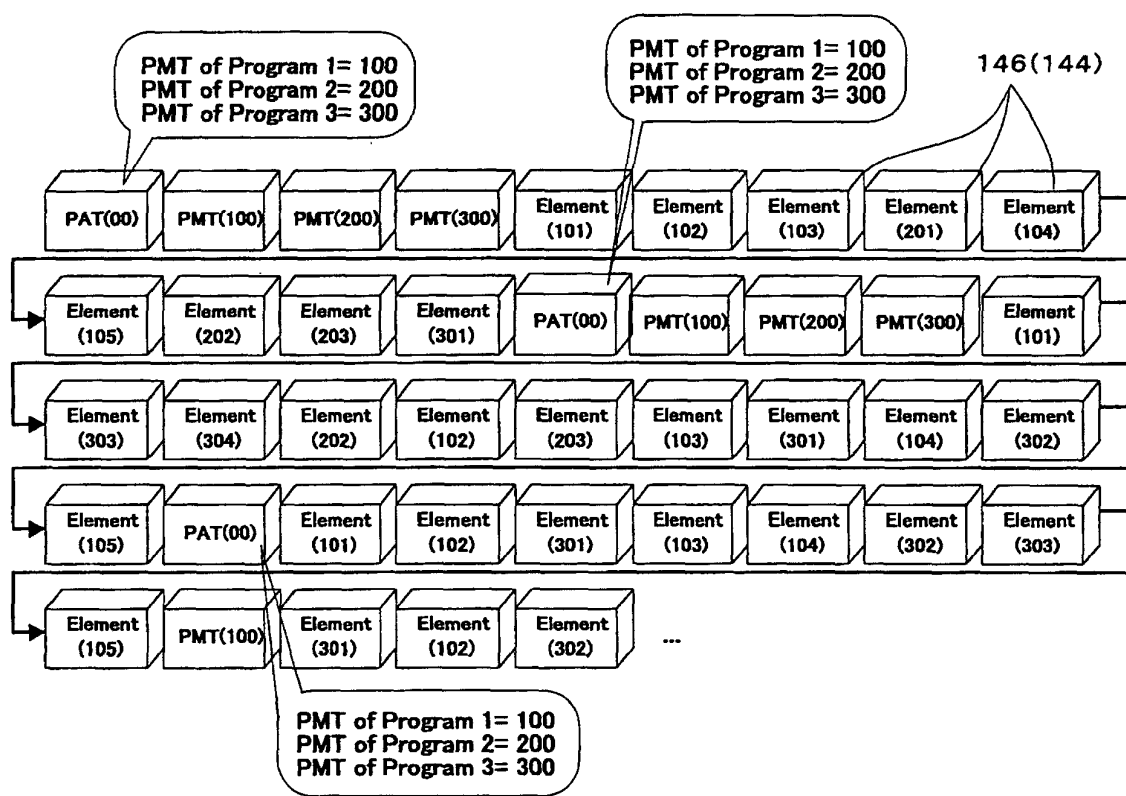 PMT of Program 1= 100
PMT of Program 2= 200
PMT of Program 3= 300
PMT of Program 1= 100
PMT of Program 2= 200
PMT of Program 3= 300
146(144)
PAT(00) PMT(100) PMT(200) PMT(300) Element (101) Element (102) Element (103) Element (201) Element (104)
Element (105) Element (202) Element (203) Element (301) PAT(00) PMT(100) PMT(200) PMT(300) Element (101)
Element (303) Element (304) Element (202) Element (102) Element (203) Element (103) Element (301) Element (104) Element (302)
Element (105) PAT(00) Element (101) Element (102) Element (301) Element (103) Element (104) Element (302) Element (303)
Element (105) PMT(100) Element (301) Element (102) Element (302) ...
PMT of Program 1= 100
PMT of Program 2= 200
PMT of Program 3= 300